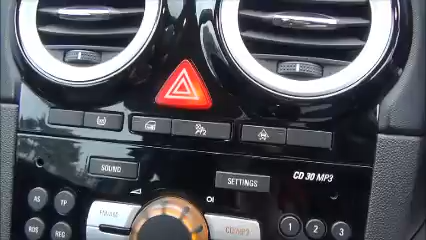 CD 30 MP3
SOUND
SETTINGS
AS TP
RDS REG
CD/MP3
1 2 3